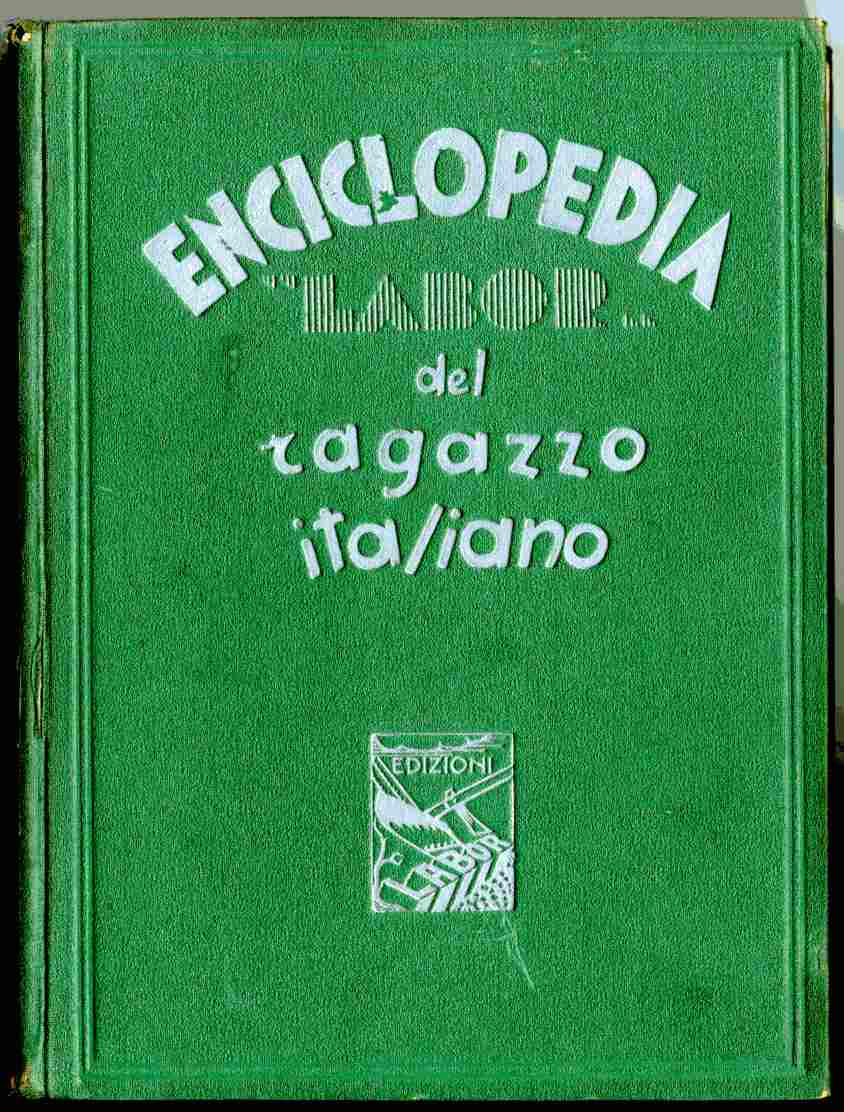 ENCICLOPEDIA
"LABOR"
del
ragazzo
italiano
EDIZIONI
LABOR